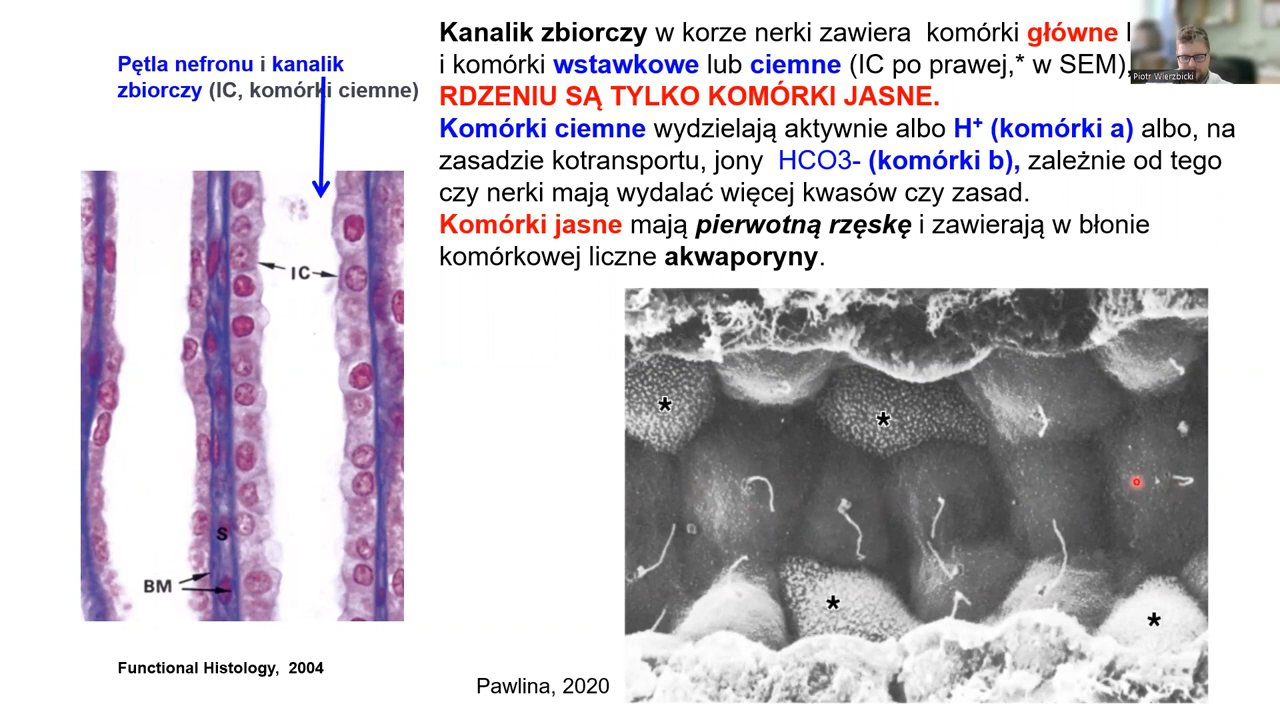 Pętla nefronu i kanalik
zbiorczy (IC, komórki ciemne)
Kanalik zbiorczy w korze nerki zawiera komórki główne
i komórki wstawkowe lub ciemne (IC po prawej,* w SEM),
RDZENIU SĄ TYLKO KOMÓRKI JASNE.
Komórki ciemne wydzielają aktywnie albo H+ (komórki a) albo, na
zasadzie kotransportu, jony HCO3- (komórki b), zależnie od tego
czy nerki mają wydalać więcej kwasów czy zasad.
Komórki jasne mają pierwotną rzęskę i zawierają w błonie
komórkowej liczne akwaporyny.
Piotr Wierzbicki
IC
S
BM
*
*
*
*
Functional Histology, 2004
Pawlina, 2020